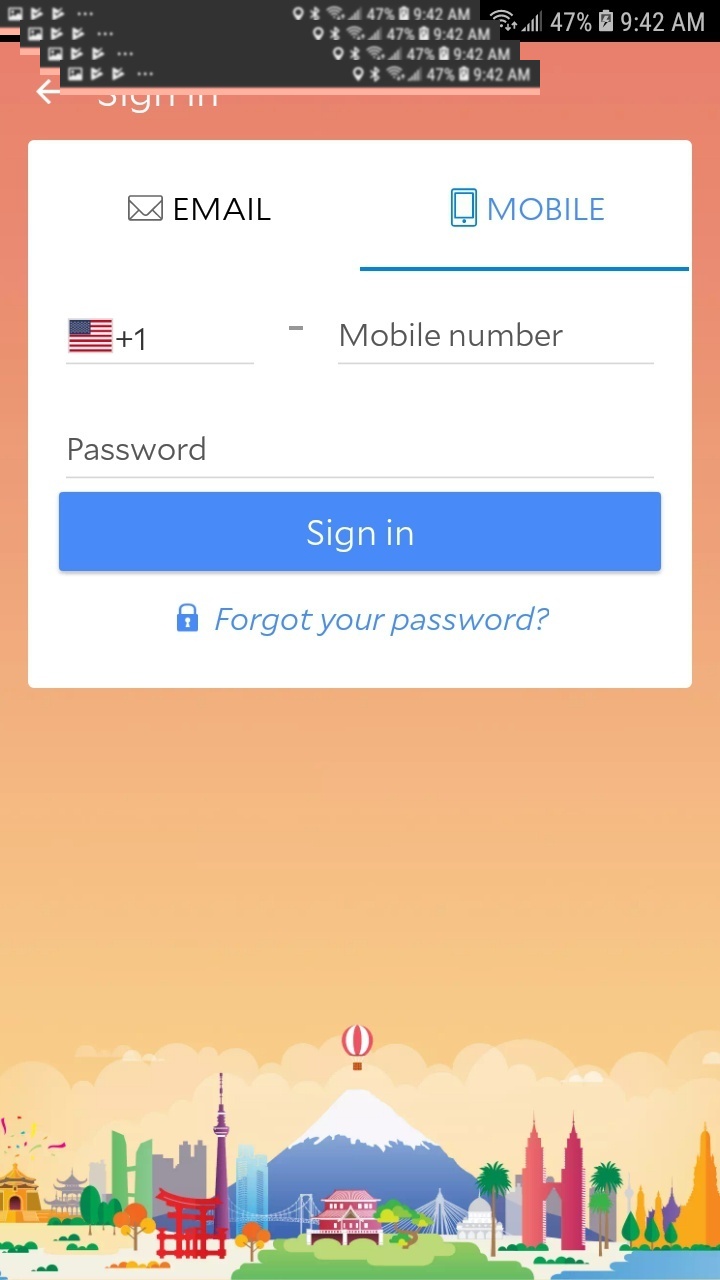 47% 9:42 AM 47% 9:42 AM
47% 9:42 AM
47% 9:42 AM
47% 9:42 AM
Sign in
EMAIL MOBILE
+1 - Mobile number
Password
Sign in
Forgot your password?